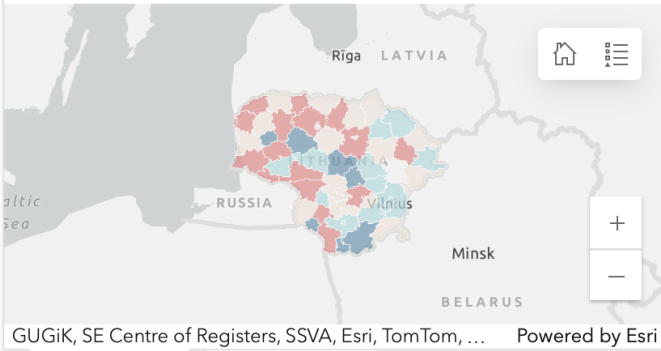 Rīga LATVIA
LITHUANIA
altic
Sea
RUSSIA
Vilnius
Minsk
BELARUS
GUGiK, SE Centre of Registers, SSVA, Esri, TomTom, ... Powered by Esri